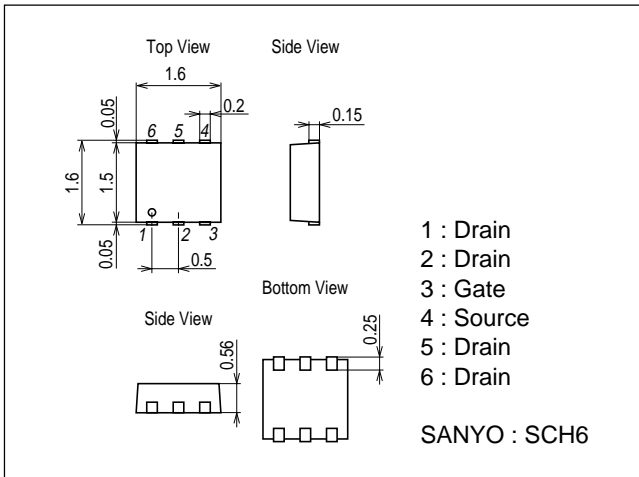 Top View
Side View
1.6
0.2
0.15
0.05
6 5 4
1.6
1.5
1 2 3
0.05
0.5
1 : Drain
2 : Drain
3 : Gate
4 : Source
5 : Drain
6 : Drain
Side View
Bottom View
0.56
0.25
SANYO : SCH6